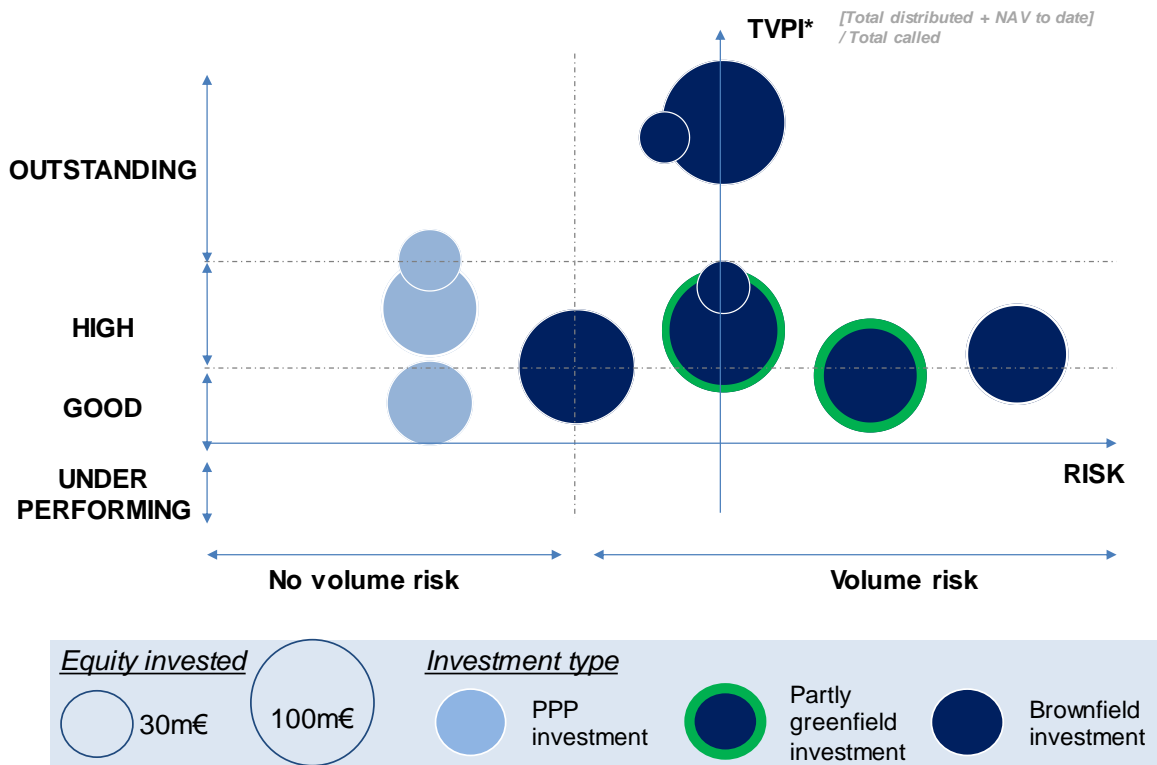 TVPI*
[Total distributed + NAV to date]
/ Total called
OUTSTANDING
HIGH
GOOD
UNDER
PERFORMING
RISK
No volume risk
Volume risk
Equity invested
30m€
100m€
Investment type
PPP
investment
Partly
greenfield
investment
Brownfield
investment